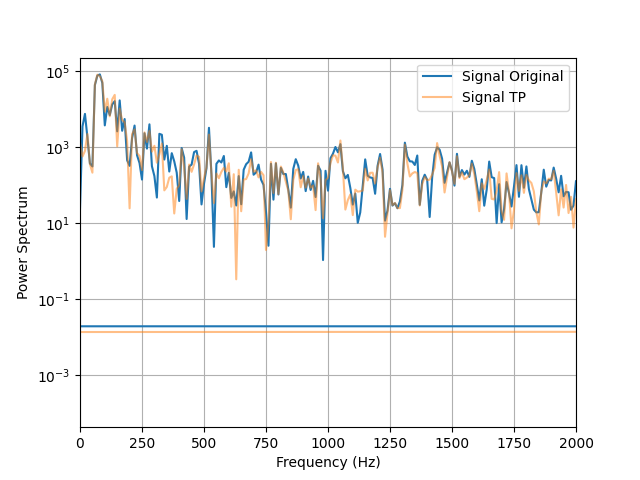 Signal Original
Signal TP
Power Spectrum
10^5
10^3
10^1
10^−1
10^−3
0 250 500 750 1000 1250 1500 1750 2000
Frequency (Hz)